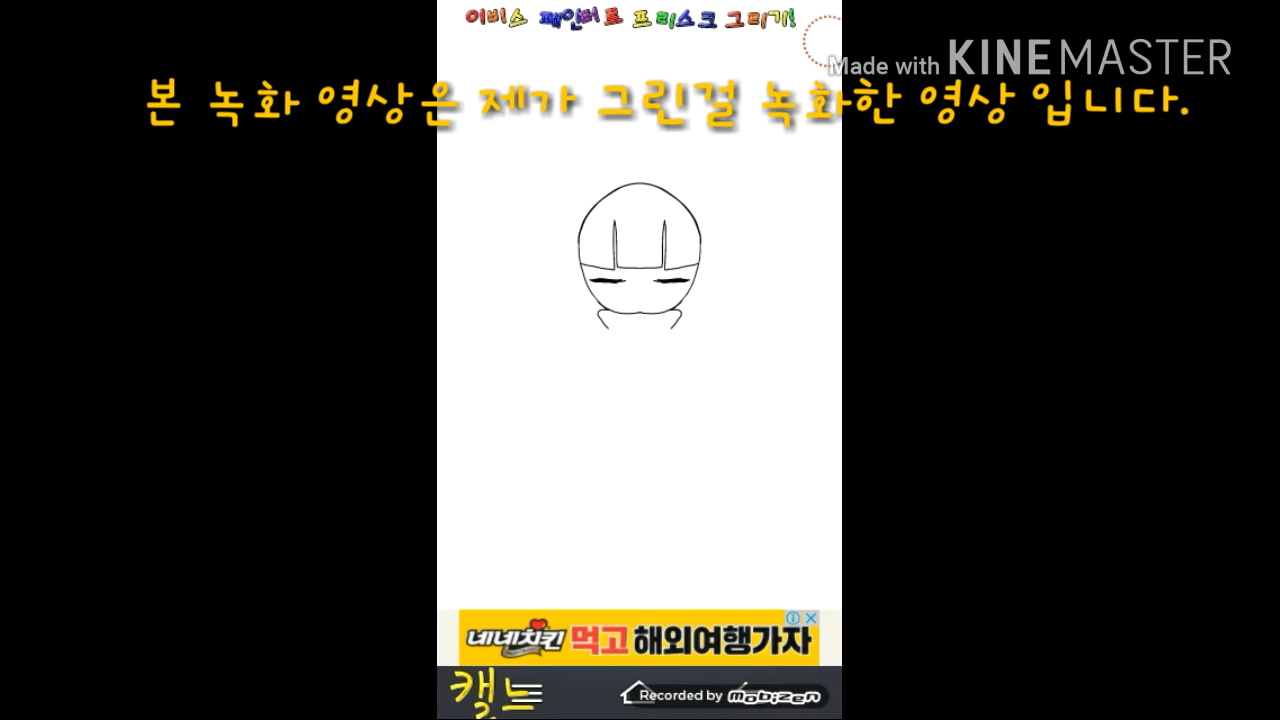 이비스 페인터로 프리스크 그리기!
Made with KINEMASTER
본 녹화 영상은 제가 그린걸 녹화한 영상 입니다.
네네치킨 먹고 해외여행가자
캘느
Recorded by mobizen